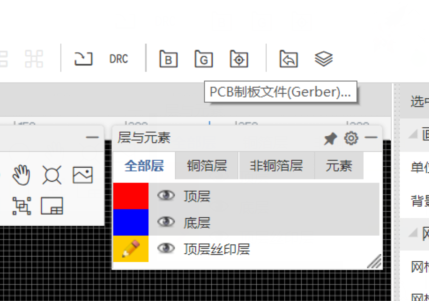 DRC
B
G
PCB制板文件(Gerber)...
层与元素
全部层 铜箔层 非铜箔层 元素
顶层
底层
顶层丝印层
选中
单位
背景
网格